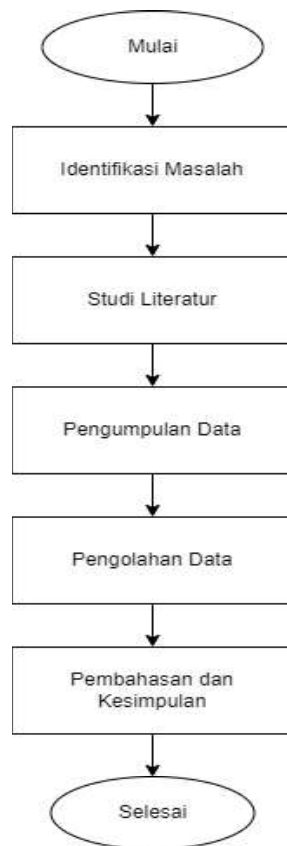 Mulai
Identifikasi Masalah
Studi Literatur
Pengumpulan Data
Pengolahan Data
Pembahasan dan
Kesimpulan
Selesai